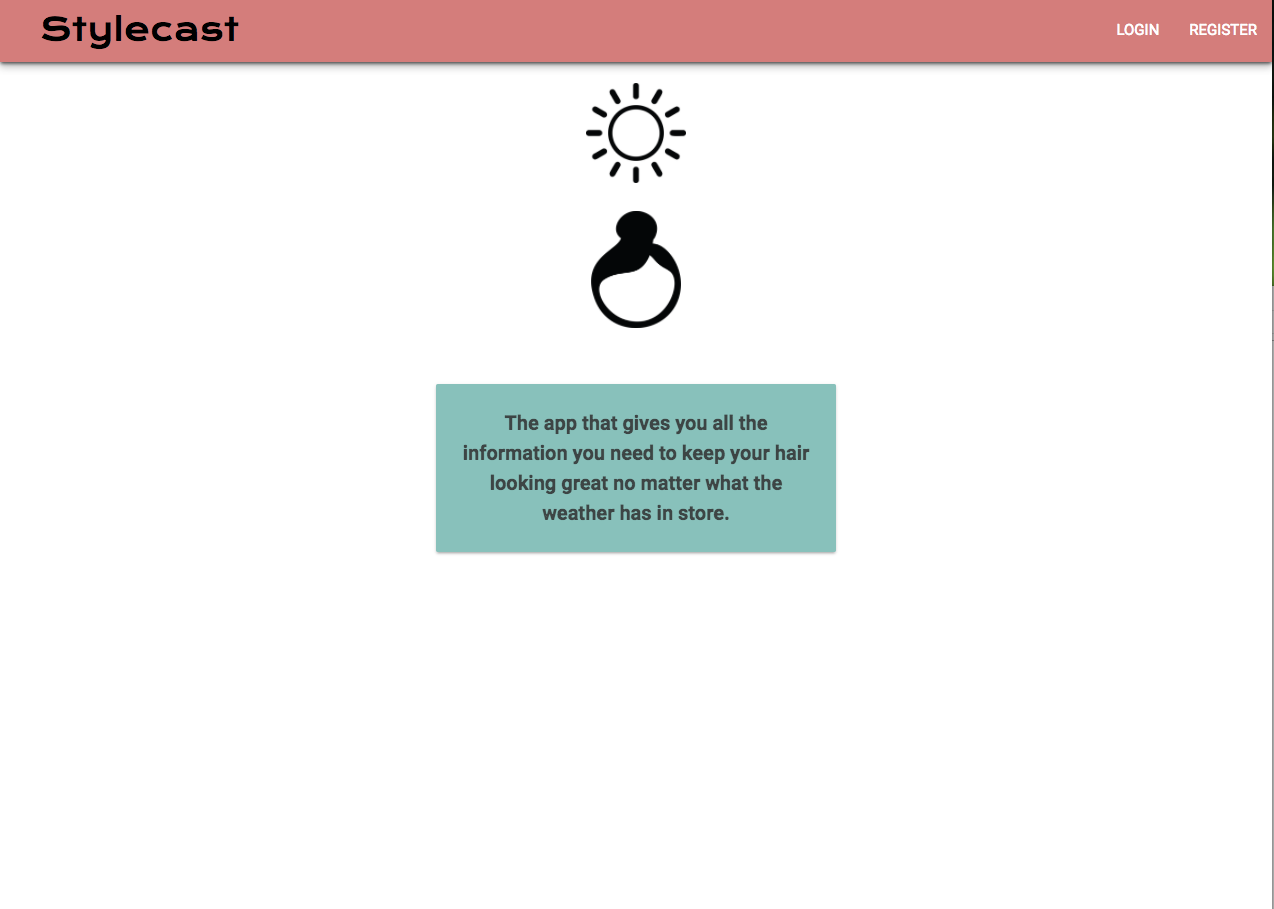 Stylecast
LOGIN
REGISTER
The app that gives you all the
information you need to keep your hair
looking great no matter what the
weather has in store.